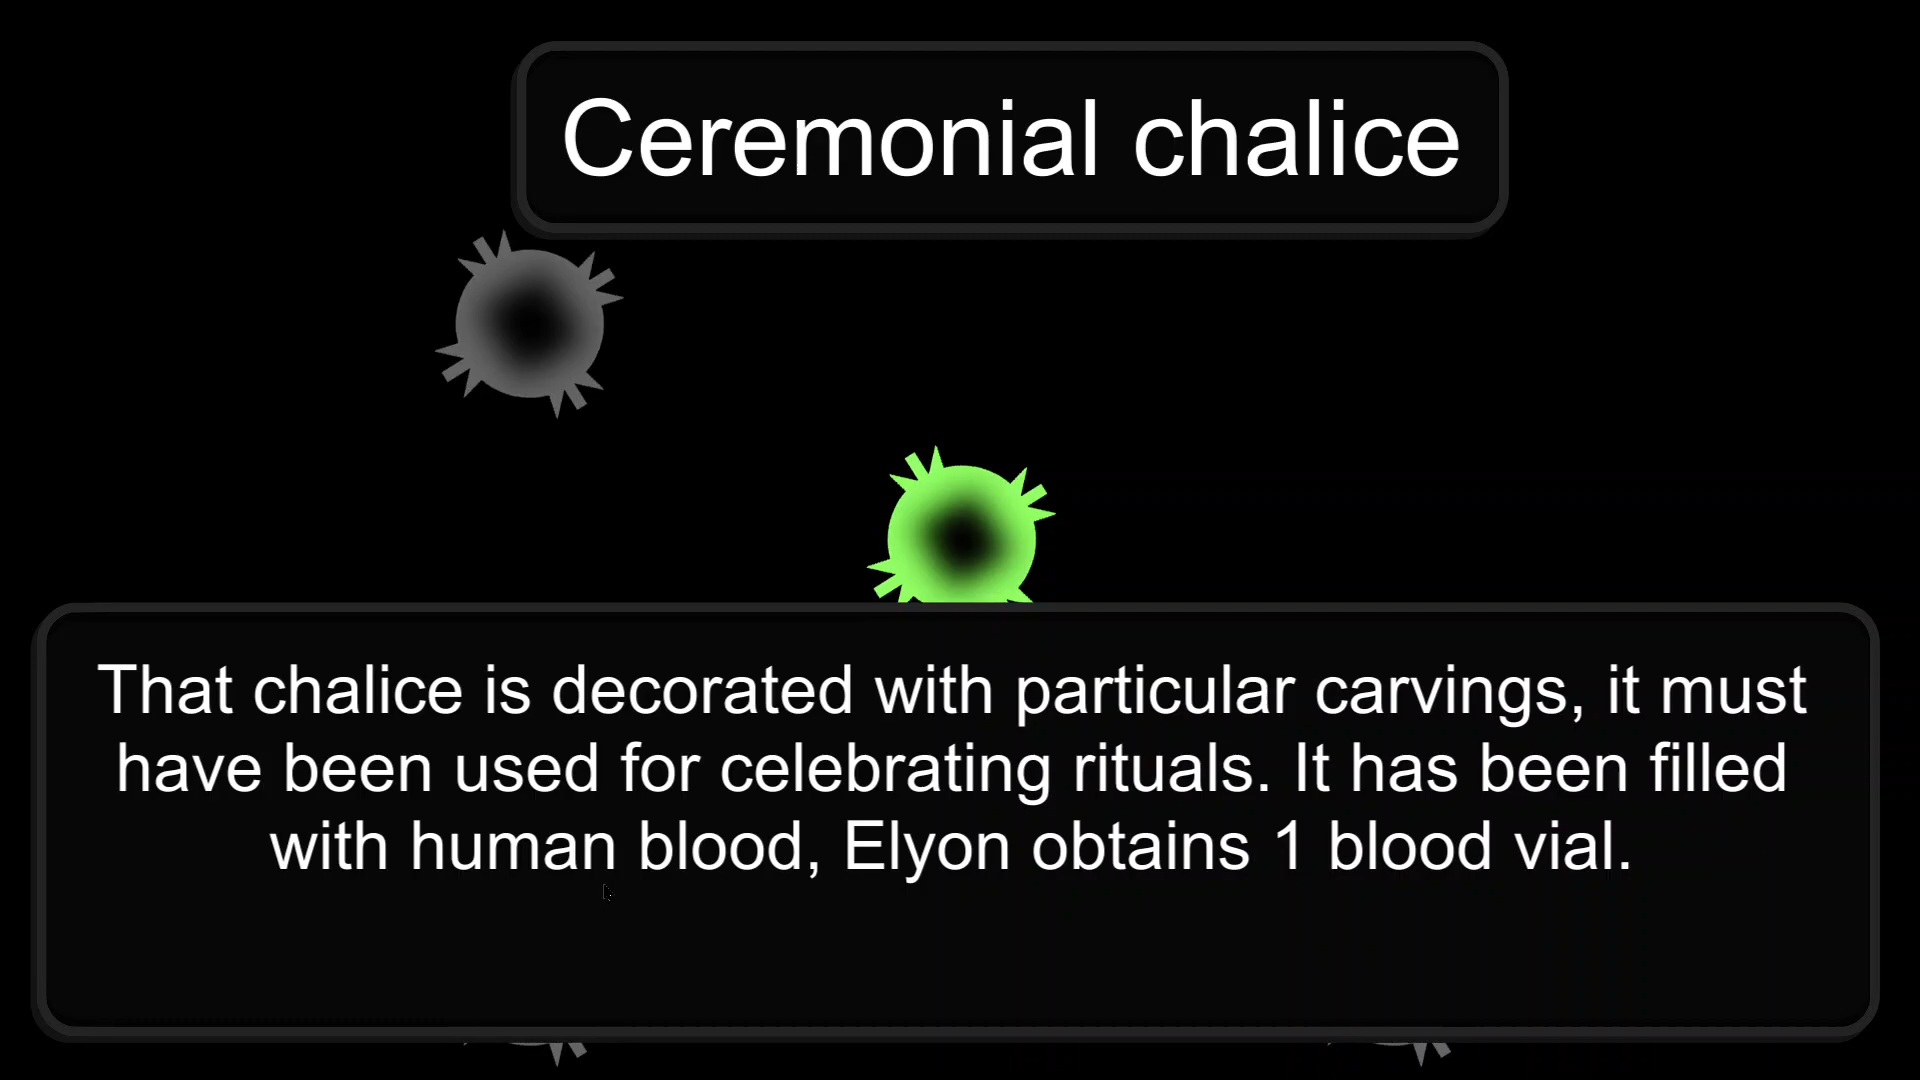 Ceremonial chalice
That chalice is decorated with particular carvings, it must
have been used for celebrating rituals. It has been filled
with human blood, Elyon obtains 1 blood vial.